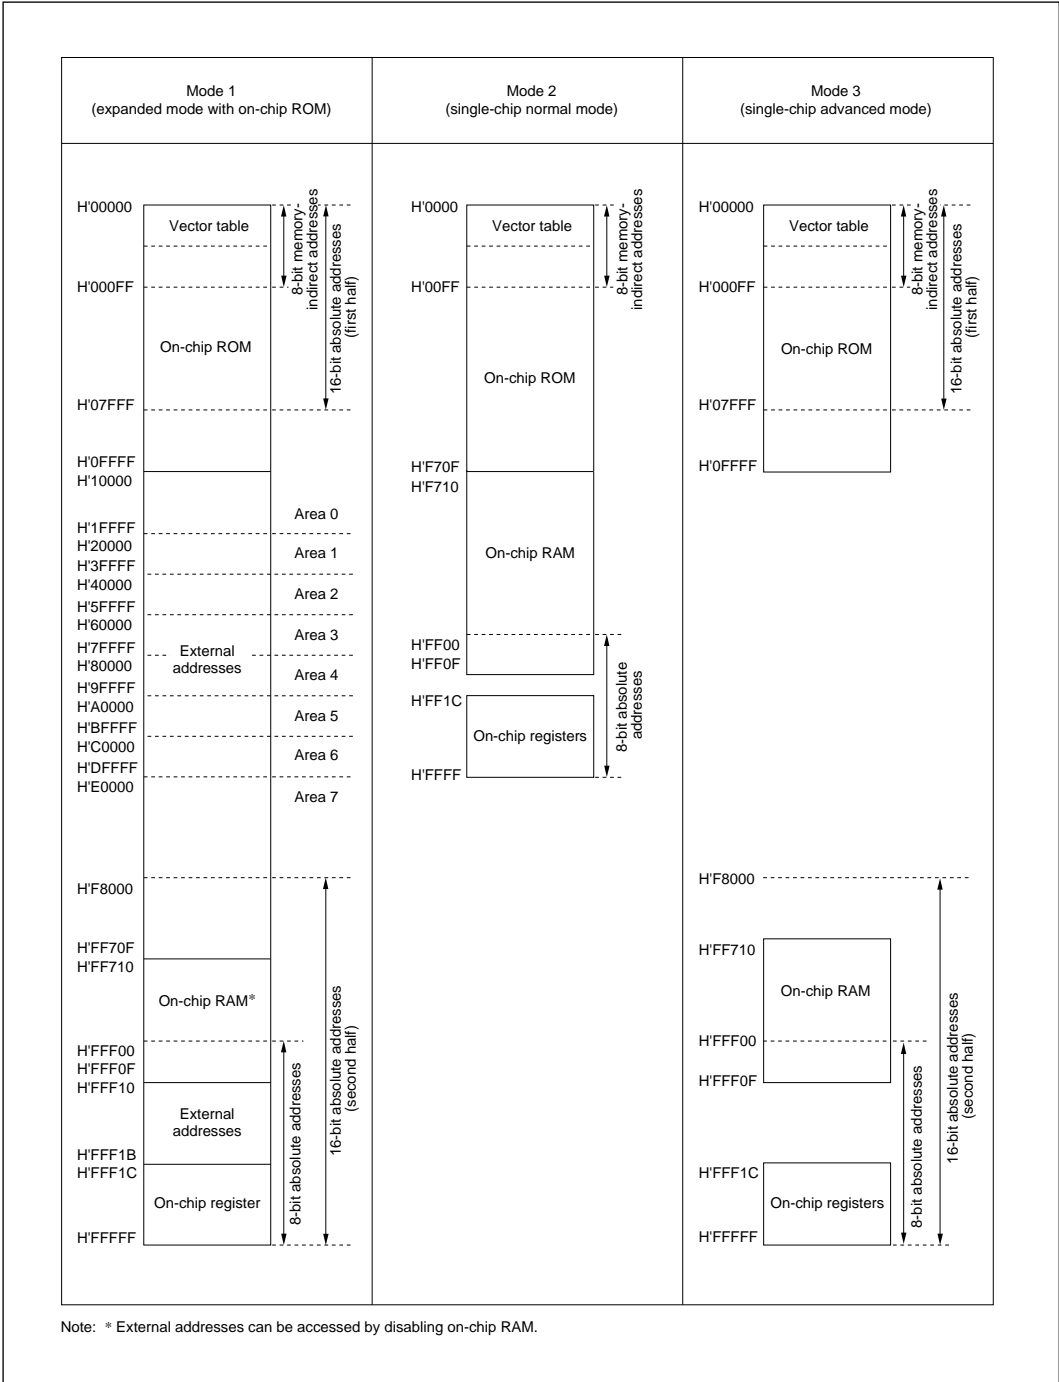 Mode 1
(expanded mode with on-chip ROM)
Mode 2
(single-chip normal mode)
Mode 3
(single-chip advanced mode)
H'00000
Vector table
H'000FF
On-chip ROM
H'07FFF
H'0FFFF
H'10000
Area 0
H'1FFFF
H'20000
Area 1
H'3FFFF
H'40000
Area 2
H'5FFFF
H'60000
Area 3
H'7FFFF
External
addresses
H'80000
Area 4
H'9FFFF
H'A0000
Area 5
H'BFFFF
H'C0000
Area 6
H'DFFFF
H'E0000
Area 7
H'F8000
H'FF70F
H'FF710
On-chip RAM*
H'FFF00
H'FFF0F
H'FFF10
External
addresses
H'FFF1B
H'FFF1C
On-chip register
H'FFFFF
8-bit memory-
indirect addresses
16-bit absolute addresses
(first half)
8-bit absolute addresses
16-bit absolute addresses
(second half)
H'0000
Vector table
H'00FF
On-chip ROM
H'F70F
H'F710
On-chip RAM
H'FF00
H'FF0F
H'FF1C
On-chip registers
H'FFFF
8-bit memory-
indirect addresses
8-bit absolute
addresses
H'00000
Vector table
H'000FF
On-chip ROM
H'07FFF
H'0FFFF
H'F8000
H'FF710
On-chip RAM
H'FFF00
H'FFF0F
H'FFF1C
On-chip registers
H'FFFFF
8-bit memory-
indirect addresses
16-bit absolute addresses
(first half)
8-bit absolute addresses
16-bit absolute addresses
(second half)
Note: * External addresses can be accessed by disabling on-chip RAM.